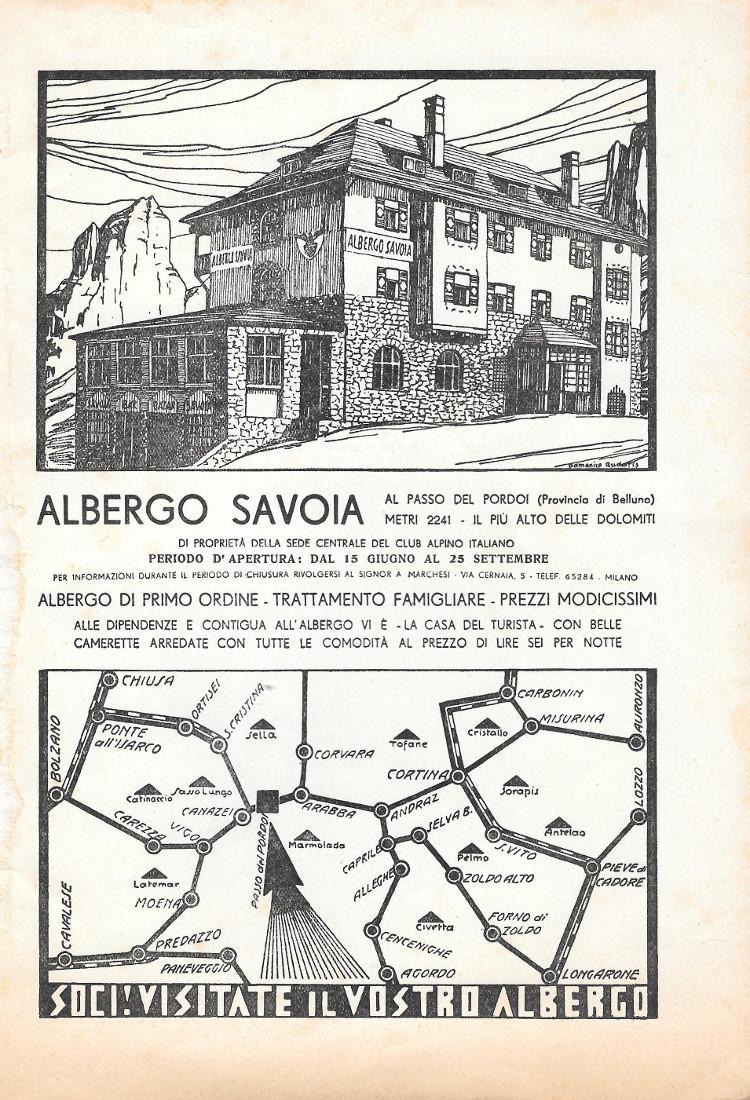 ALBERGO SAVOIA
ALBERGO SAVOIA
BAR BAZAR
Domenico Rudatis
ALBERGO SAVOIA
AL PASSO DEL PORDOI (Provincia di Belluno)
METRI 2241 - IL PIÙ ALTO DELLE DOLOMITI
DI PROPRIETÀ DELLA SEDE CENTRALE DEL CLUB ALPINO ITALIANO
PERIODO D'APERTURA: DAL 15 GIUGNO AL 25 SETTEMBRE
PER INFORMAZIONI DURANTE IL PERIODO DI CHIUSURA RIVOLGERSI AL SIGNOR A MARCHESI - VIA CERNAIA, 5 - TELEF. 65284 - MILANO
ALBERGO DI PRIMO ORDINE - TRATTAMENTO FAMIGLIARE - PREZZI MODICISSIMI
ALLE DIPENDENZE E CONTIGUA ALL'ALBERGO VI È - LA CASA DEL TURISTA - CON BELLE
CAMERETTE ARREDATE CON TUTTE LE COMODITÀ AL PREZZO DI LIRE SEI PER NOTTE
CHIUSA
ORTISEI
S. CRISTINA
BOLZANO
PONTE
all'ISARCO
Sella
CORVARA
Tofane
CARBONIN
Cristallo
MISURINA
AURONZO
CORTINA
Catinaccio
Sasso Lungo
CANAZEI
ARABBA
ANDRAZ
Sorapis
LOZZO
CAREZZA
VIGO
PASSO del PORDOI
Marmolada
CAPRILE
SELVA B.
S. VITO
Antelao
Latemar
MOENA
ALLEGHE
Pelmo
ZOLDO ALTO
PIEVE di
CADORE
CAVALESE
PREDAZZO
PANEVEGGIO
Civetta
CENCENIGHE
FORNO di
ZOLDO
AGORDO
LONGARONE
SOCI! VISITATE IL VOSTRO ALBERGO